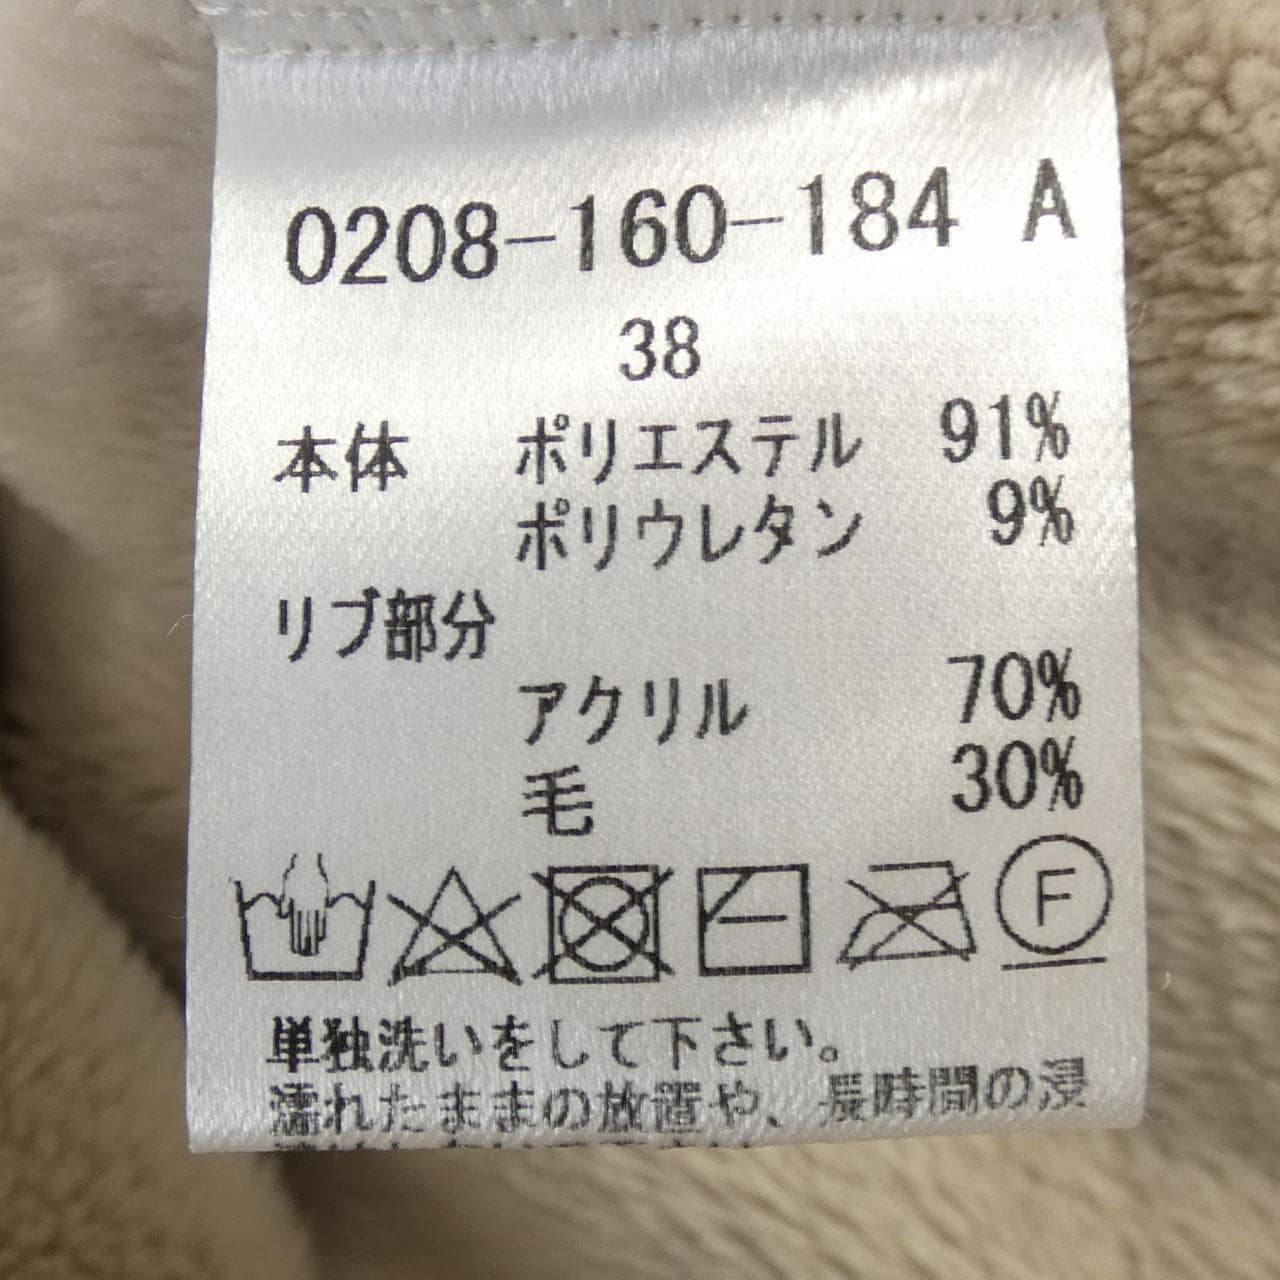 0208-160-184 A
38
本体 ポリエステル 91%
ポリウレタン 9%
リブ部分
アクリル 70%
毛 30%
F
単独洗いをして下さい。
濡れたままの放置や、長時間の浸